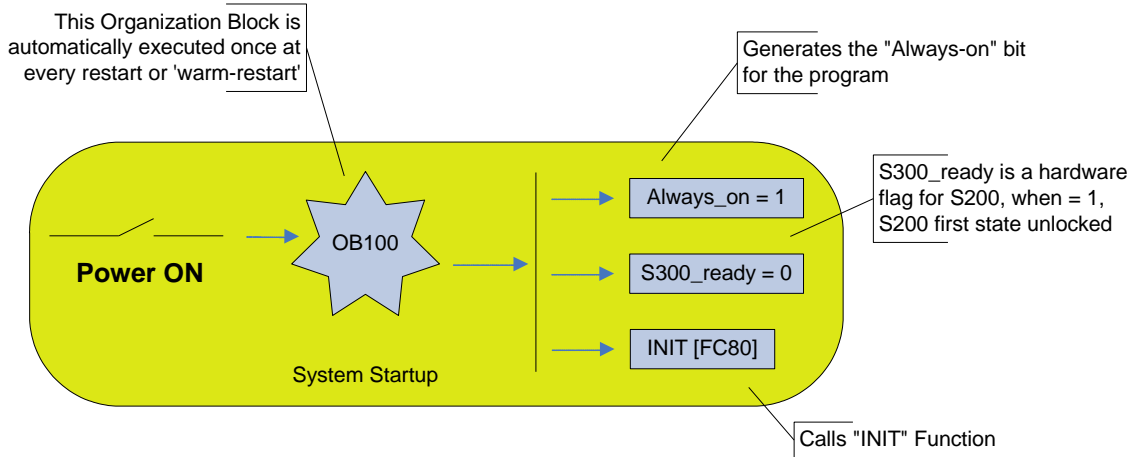 This Organization Block is
automatically executed once at
every restart or 'warm-restart'
Generates the "Always-on" bit
for the program
S300_ready is a hardware
flag for S200, when = 1,
S200 first state unlocked
Power ON
OB100
Always_on = 1
S300_ready = 0
INIT [FC80]
System Startup
Calls "INIT" Function